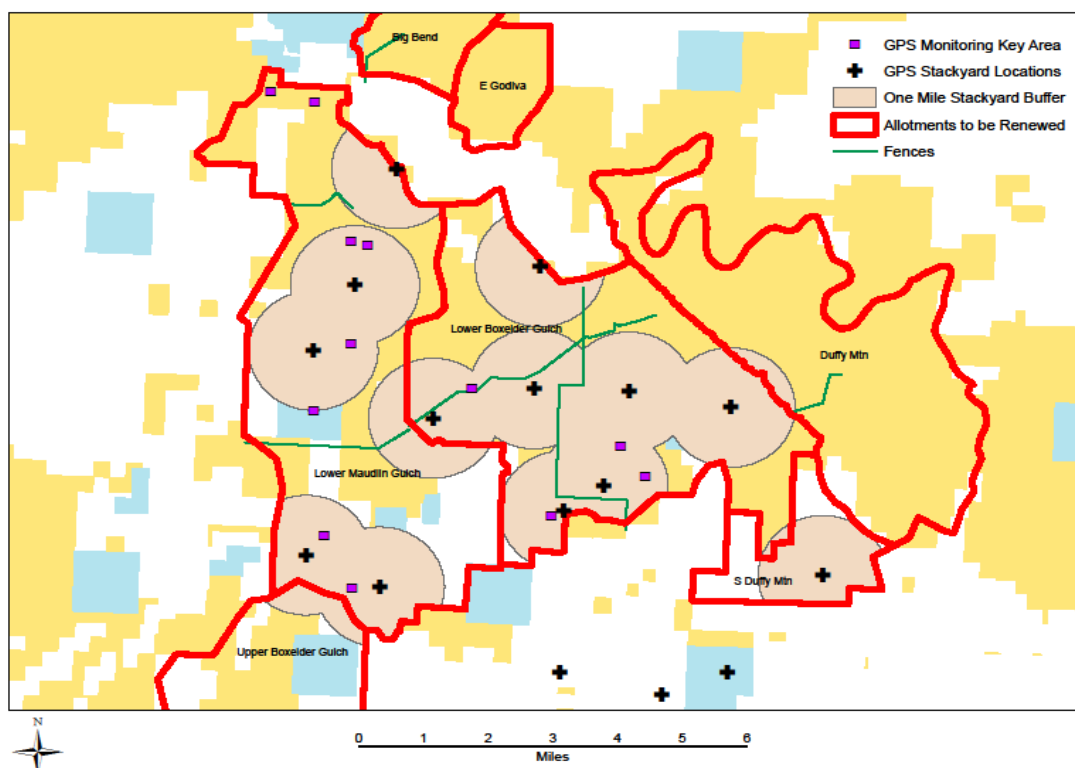 Big Bend
E Godiva
GPS Monitoring Key Area
GPS Stackyard Locations
One Mile Stackyard Buffer
Allotments to be Renewed
Fences
Lower Boxelder Gulch
Duffy Mtn
Lower Maudlin Gulch
S Duffy Mtn
Upper Boxelder Gulch
N
0 1 2 3 4 5 6
Miles